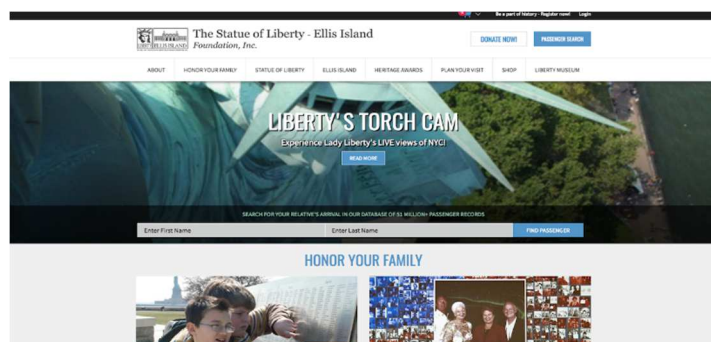 Be a part of history - Register now! Login
The Statue of Liberty - Ellis Island
Foundation, Inc.
DONATE NOW!
PASSENGER SEARCH
ABOUT HONOR YOUR FAMILY STATUE OF LIBERTY ELLIS ISLAND HERITAGE AWARDS PLAN YOUR VISIT SHOP LIBERTY MUSEUM
LIBERTY'S TORCH CAM
Experience Lady Liberty's LIVE views of NYC!
READ MORE
SEARCH FOR YOUR RELATIVE'S ARRIVAL IN OUR DATABASE OF 51 MILLION+ PASSENGER RECORDS
Enter First Name Enter Last Name FIND PASSENGER
HONOR YOUR FAMILY